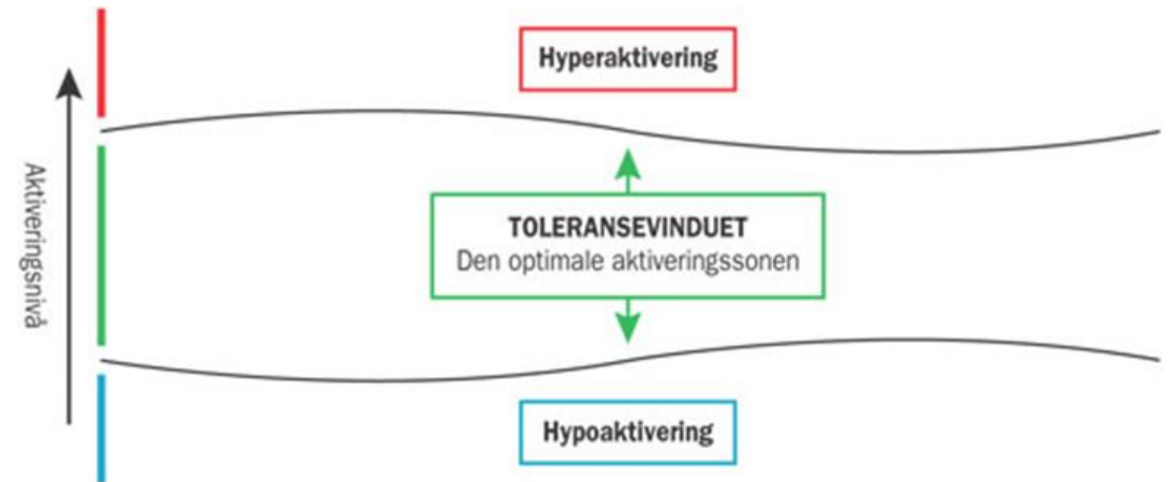 Hyperaktivering
Aktiveringsnivå
TOLERANSEVINDUET
Den optimale aktiveringssonen
Hypoaktivering